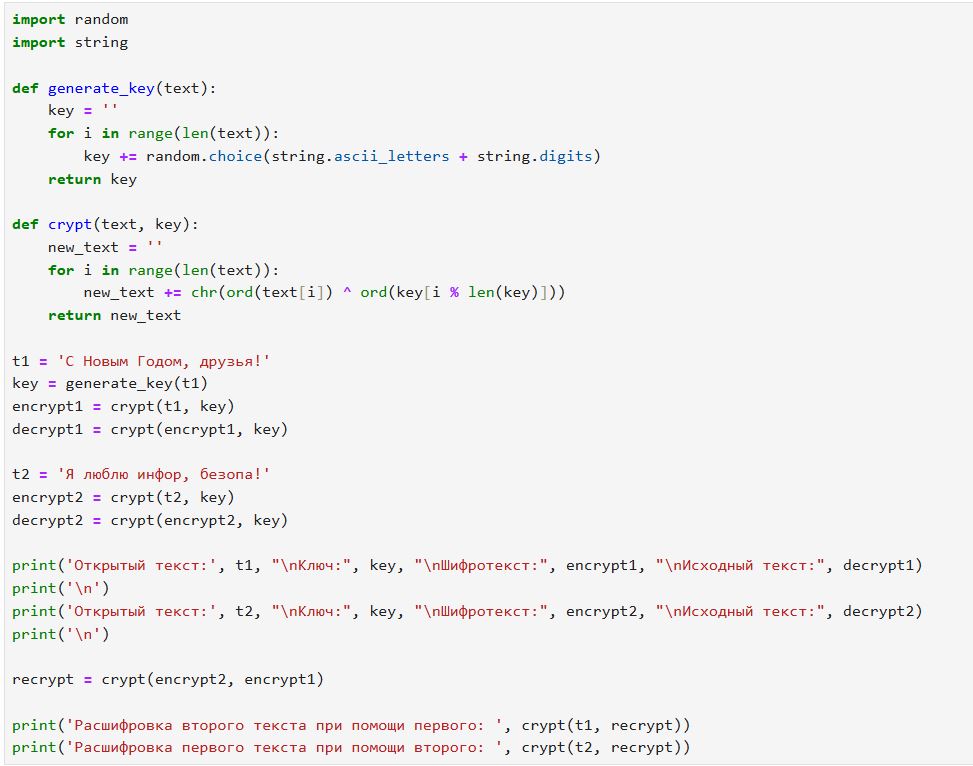 import random
import string

def generate_key(text):
    key = ''
    for i in range(len(text)):
        key += random.choice(string.ascii_letters + string.digits)
    return key

def crypt(text, key):
    new_text = ''
    for i in range(len(text)):
        new_text += chr(ord(text[i]) ^ ord(key[i % len(key)]))
    return new_text

t1 = 'С Новым Годом, друзья!'
key = generate_key(t1)
encrypt1 = crypt(t1, key)
decrypt1 = crypt(encrypt1, key)

t2 = 'Я люблю инфор, безопа!'
encrypt2 = crypt(t2, key)
decrypt2 = crypt(encrypt2, key)

print('Открытый текст:', t1, "\nКлюч:", key, "\nШифротекст:", encrypt1, "\nИсходный текст:", decrypt1)
print('\n')
print('Открытый текст:', t2, "\nКлюч:", key, "\nШифротекст:", encrypt2, "\nИсходный текст:", decrypt2)
print('\n')

recrypt = crypt(encrypt2, encrypt1)

print('Расшифровка второго текста при помощи первого: ', crypt(t1, recrypt))
print('Расшифровка первого текста при помощи второго: ', crypt(t2, recrypt))